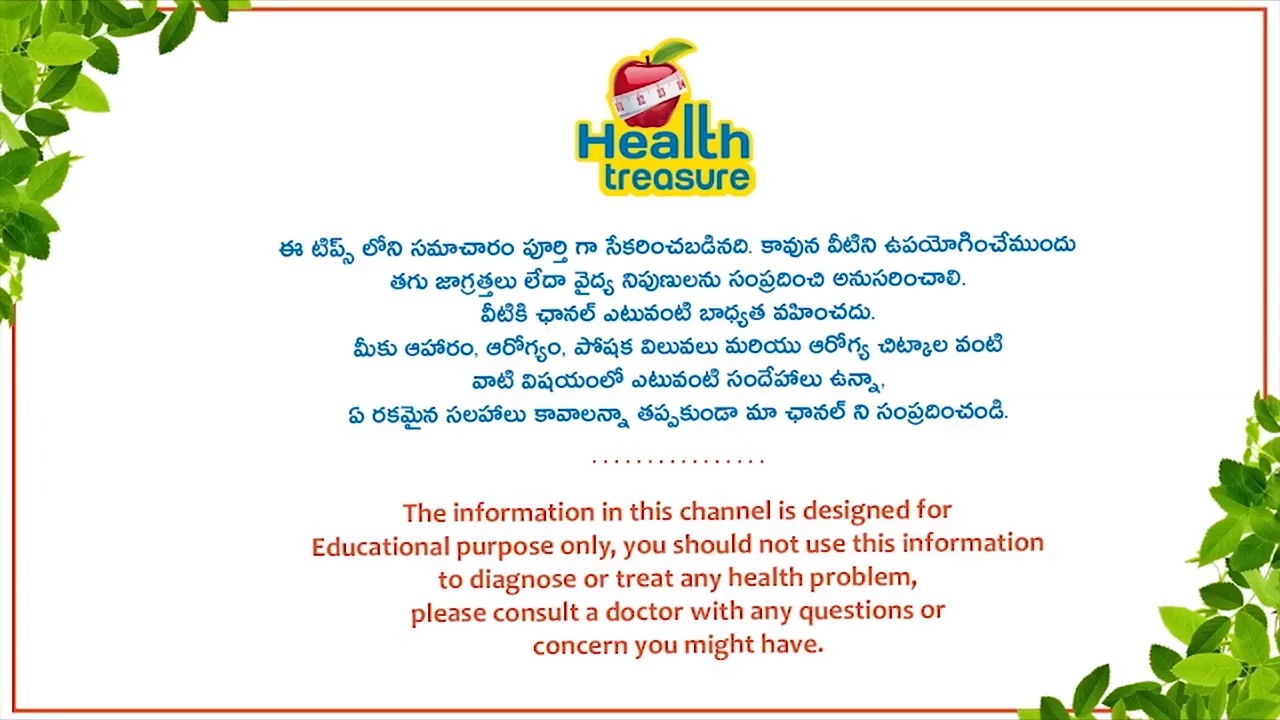 Health
treasure
ఈ టిప్స్ లోని సమాచారం పూర్తి గా సేకరించబడినది. కావున వీటిని ఉపయోగించేముందు
తగు జాగ్రత్తలు లేదా వైద్య నిపుణులను సంప్రదించి అనుసరించాలి.
వీటికి ఛానల్ ఎటువంటి బాధ్యత వహించదు.
మీకు ఆహారం, ఆరోగ్యం, పోషక విలువలు మరియు ఆరోగ్య చిట్కాల వంటి
వాటి విషయంలో ఎటువంటి సందేహాలు ఉన్నా,
ఏ రకమైన సలహాలు కావాలన్నా తప్పకుండా మా ఛానల్ ని సంప్రదించండి.
. . . . . . . . . . . . . . . .
The information in this channel is designed for
Educational purpose only, you should not use this information
to diagnose or treat any health problem,
please consult a doctor with any questions or
concern you might have.